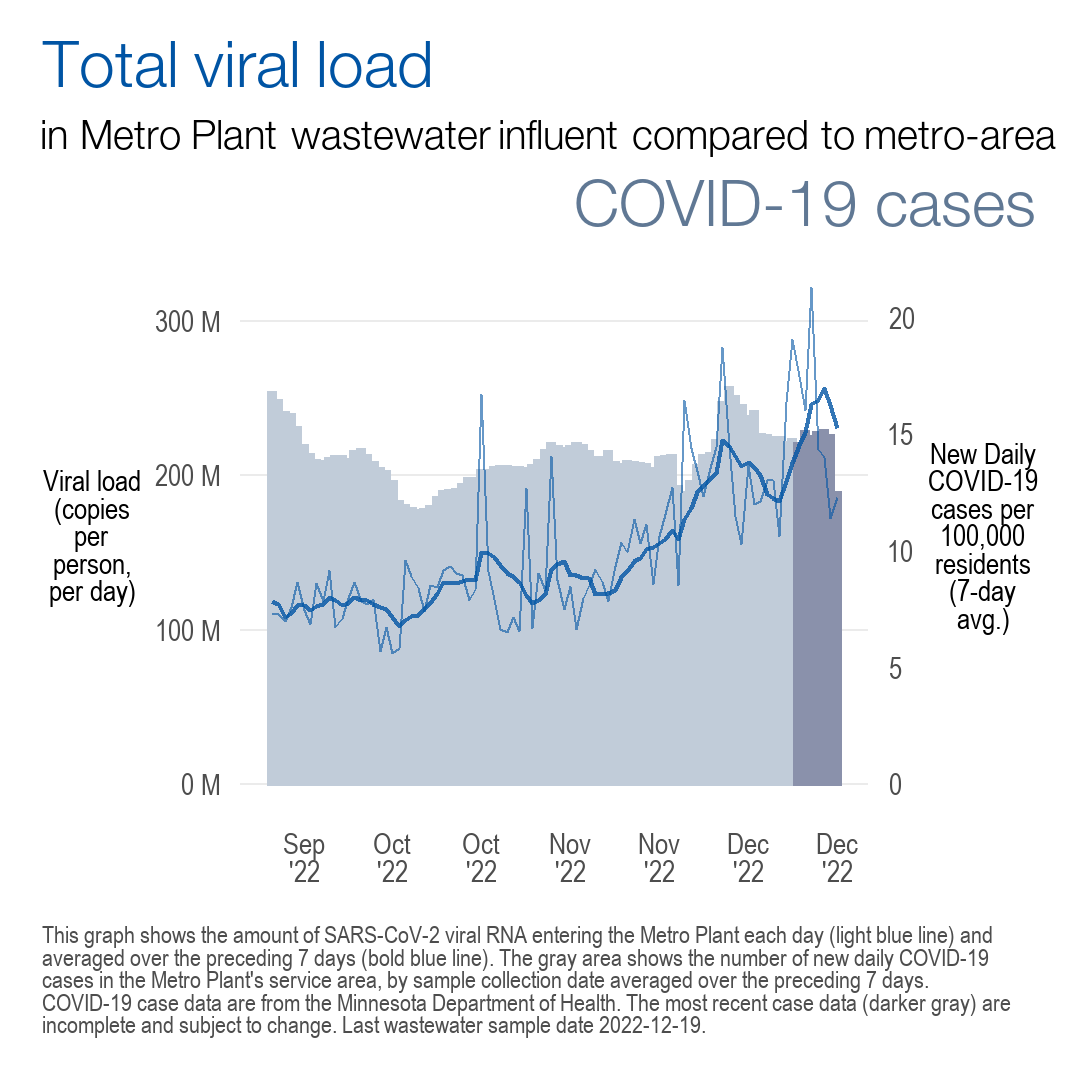 Total viral load
in Metro Plant wastewater influent compared to metro-area
COVID-19 cases
300 M
200 M
100 M
0 M
Viral load
(copies
per
person,
per day)
20
15
10
5
0
New Daily
COVID-19
cases per
100,000
residents
(7-day
avg.)
Sep '22
Oct '22
Oct '22
Nov '22
Nov '22
Dec '22
Dec '22
This graph shows the amount of SARS-CoV-2 viral RNA entering the Metro Plant each day (light blue line) and
averaged over the preceding 7 days (bold blue line). The gray area shows the number of new daily COVID-19
cases in the Metro Plant's service area, by sample collection date averaged over the preceding 7 days.
COVID-19 case data are from the Minnesota Department of Health. The most recent case data (darker gray) are
incomplete and subject to change. Last wastewater sample date 2022-12-19.